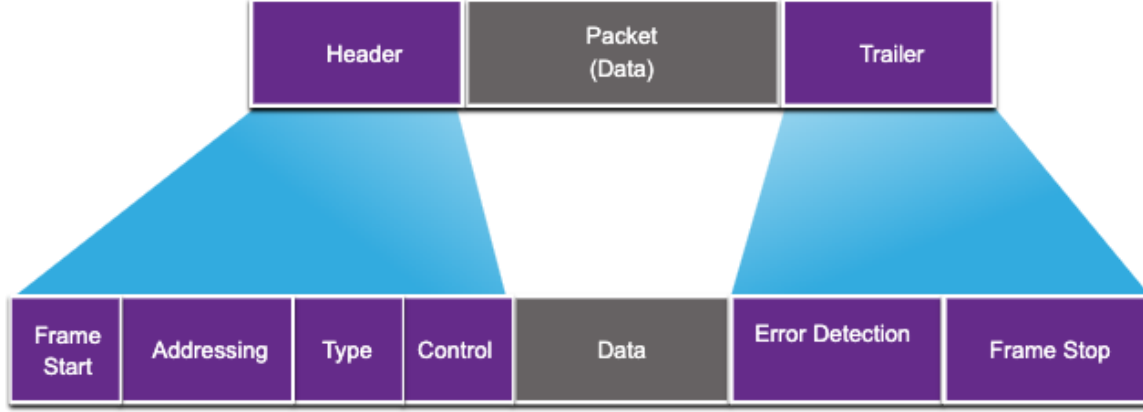 Header
Packet
(Data)
Trailer
Frame
Start
Addressing
Type
Control
Data
Error Detection
Frame Stop